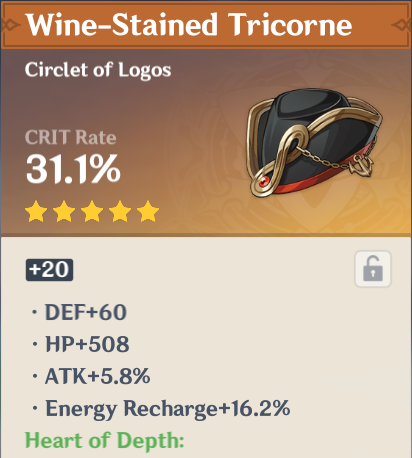 Wine-Stained Tricorne
Circlet of Logos
CRIT Rate
31.1%
+20
· DEF+60
· HP+508
· ATK+5.8%
· Energy Recharge+16.2%
Heart of Depth: